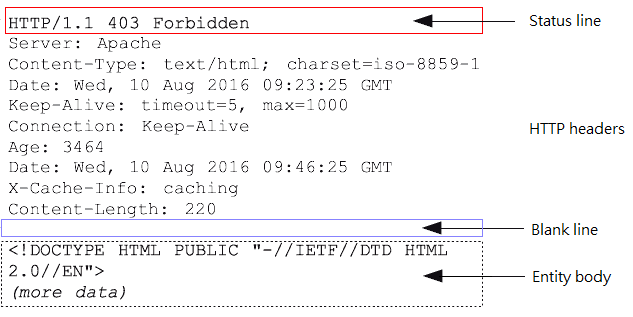 HTTP/1.1 403 Forbidden
Status line
Server: Apache
Content-Type: text/html; charset=iso-8859-1
Date: Wed, 10 Aug 2016 09:23:25 GMT
Keep-Alive: timeout=5, max=1000
Connection: Keep-Alive
HTTP headers
Age: 3464
Date: Wed, 10 Aug 2016 09:46:25 GMT
X-Cache-Info: caching
Content-Length: 220
Blank line
<!DOCTYPE HTML PUBLIC "-//IETF//DTD HTML
2.0//EN">
Entity body
(more data)